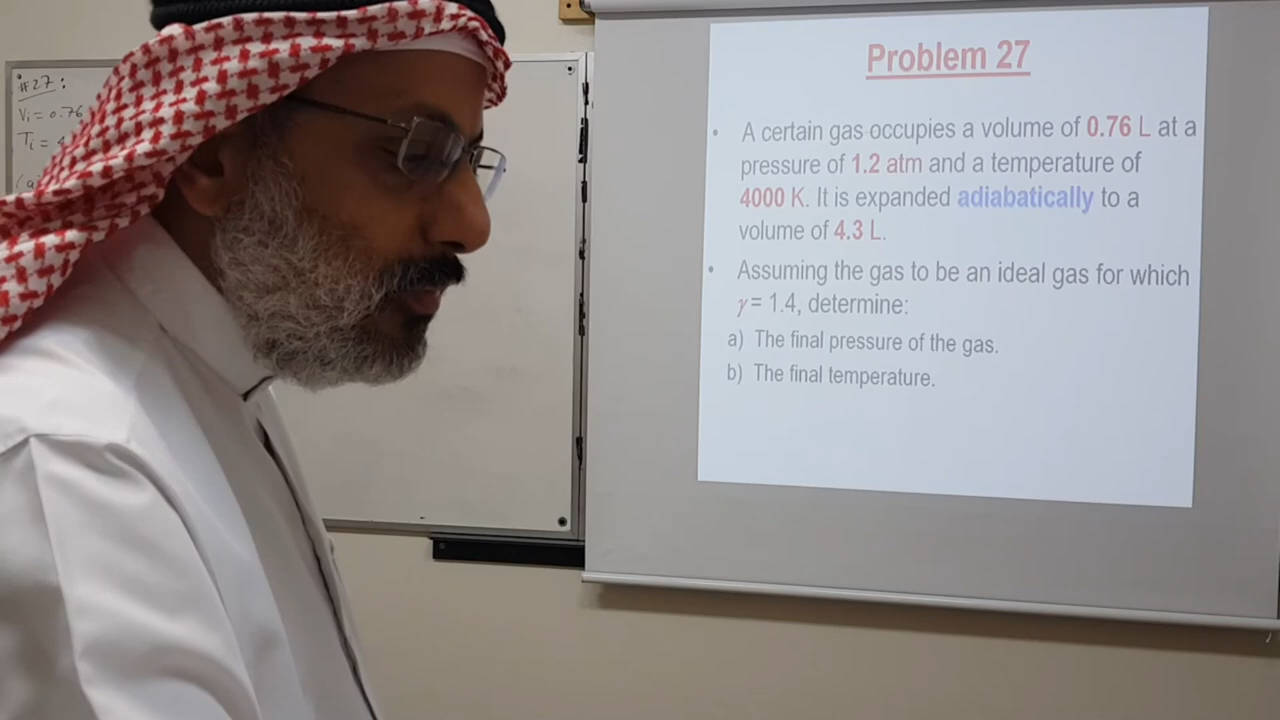 #27:
Vi = 0.76
Ti = 4
(a
Problem 27
• A certain gas occupies a volume of 0.76 L at a
pressure of 1.2 atm and a temperature of
4000 K. It is expanded adiabatically to a
volume of 4.3 L.
• Assuming the gas to be an ideal gas for which
γ = 1.4, determine:
a) The final pressure of the gas.
b) The final temperature.